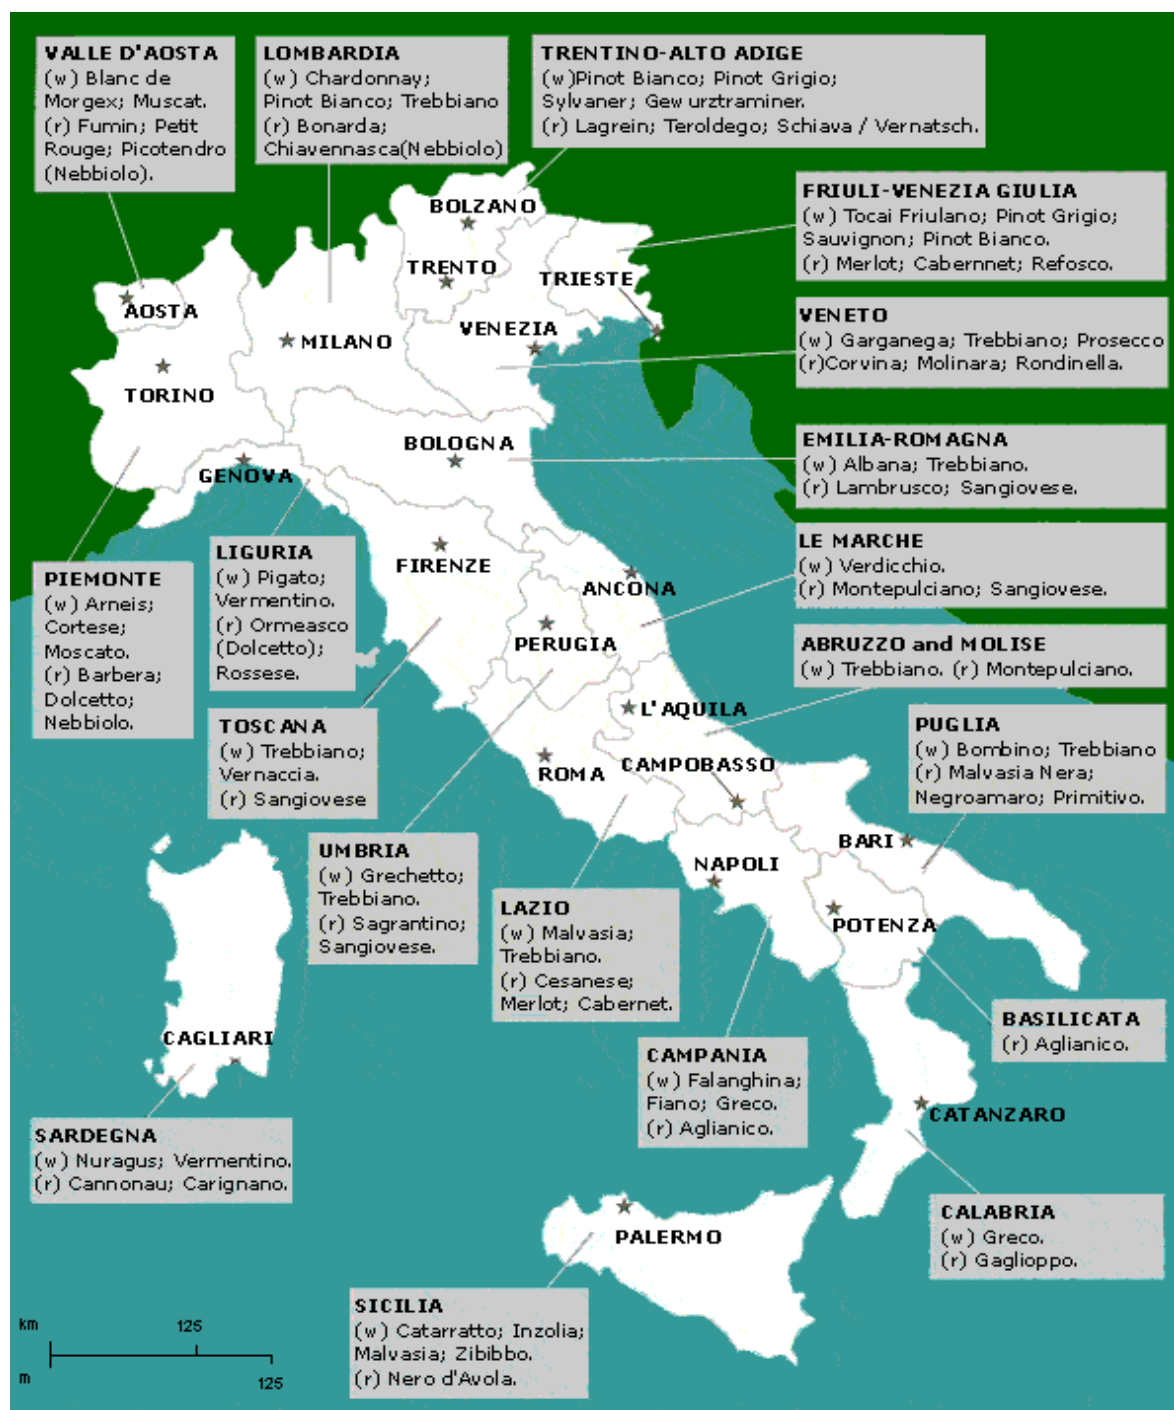 VALLE D'AOSTA
(w) Blanc de
Morgex; Muscat.
(r) Fumin; Petit
Rouge; Picotendro
(Nebbiolo).
LOMBARDIA
(w) Chardonnay;
Pinot Bianco; Trebbiano
(r) Bonarda;
Chiavennasca(Nebbiolo)
TRENTINO-ALTO ADIGE
(w)Pinot Bianco; Pinot Grigio;
Sylvaner; Gewurztraminer.
(r) Lagrein; Teroldego; Schiava / Vernatsch.
FRIULI-VENEZIA GIULIA
(w) Tocai Friulano; Pinot Grigio;
Sauvignon; Pinot Bianco.
(r) Merlot; Cabernnet; Refosco.
BOLZANO
TRENTO
TRIESTE
AOSTA
MILANO
VENEZIA
VENETO
(w) Garganega; Trebbiano; Prosecco
(r)Corvina; Molinara; Rondinella.
TORINO
BOLOGNA
GENOVA
EMILIA-ROMAGNA
(w) Albana; Trebbiano.
(r) Lambrusco; Sangiovese.
LE MARCHE
(w) Verdicchio.
(r) Montepulciano; Sangiovese.
FIRENZE
ANCONA
PERUGIA
PIEMONTE
(w) Arneis;
Cortese;
Moscato.
(r) Barbera;
Dolcetto;
Nebbiolo.
LIGURIA
(w) Pigato;
Vermentino.
(r) Ormeasco
(Dolcetto);
Rossese.
ABRUZZO and MOLISE
(w) Trebbiano. (r) Montepulciano.
TOSCANA
(w) Trebbiano;
Vernaccia.
(r) Sangiovese
L'AQUILA
ROMA
CAMPOBASSO
PUGLIA
(w) Bombino; Trebbiano
(r) Malvasia Nera;
Negroamaro; Primitivo.
BARI
NAPOLI
POTENZA
UMBRIA
(w) Grechetto;
Trebbiano.
(r) Sagrantino;
Sangiovese.
LAZIO
(w) Malvasia;
Trebbiano.
(r) Cesanese;
Merlot; Cabernet.
BASILICATA
(r) Aglianico.
CAGLIARI
CAMPANIA
(w) Falanghina;
Fiano; Greco.
(r) Aglianico.
CATANZARO
SARDEGNA
(w) Nuragus; Vermentino.
(r) Cannonau; Carignano.
CALABRIA
(w) Greco.
(r) Gaglioppo.
PALERMO
SICILIA
(w) Catarratto; Inzolia;
Malvasia; Zibibbo.
(r) Nero d'Avola.
km 125
m 125